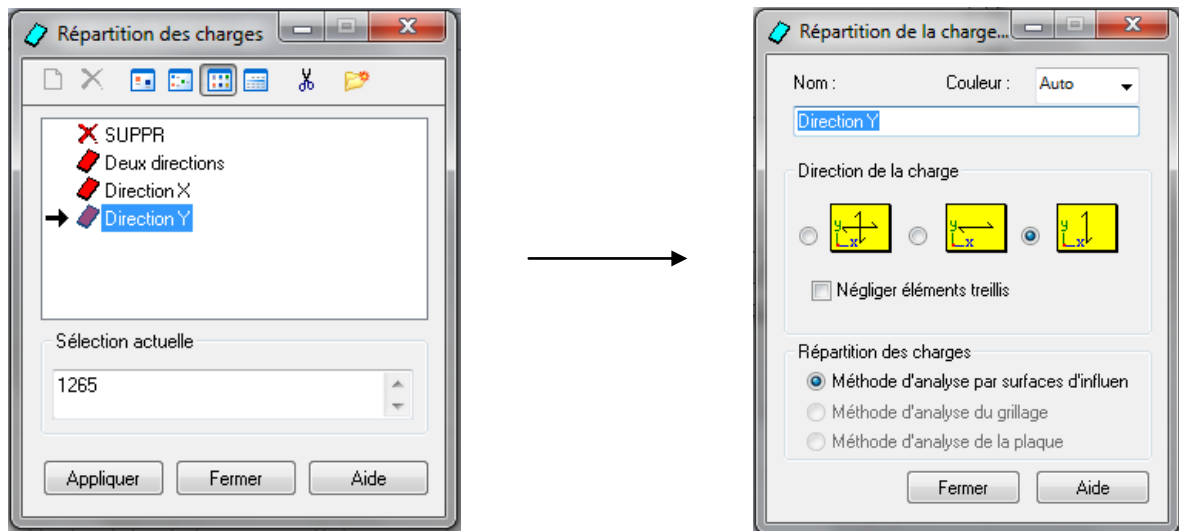 Répartition des charges
SUPPR
Deux directions
Direction X
Direction Y
Sélection actuelle
1265
Appliquer Fermer Aide
Répartition de la charge...
Nom : Couleur : Auto
Direction Y
Direction de la charge
y x y x y x
Négliger éléments treillis
Répartition des charges
Méthode d'analyse par surfaces d'influen
Méthode d'analyse du grillage
Méthode d'analyse de la plaque
Fermer Aide